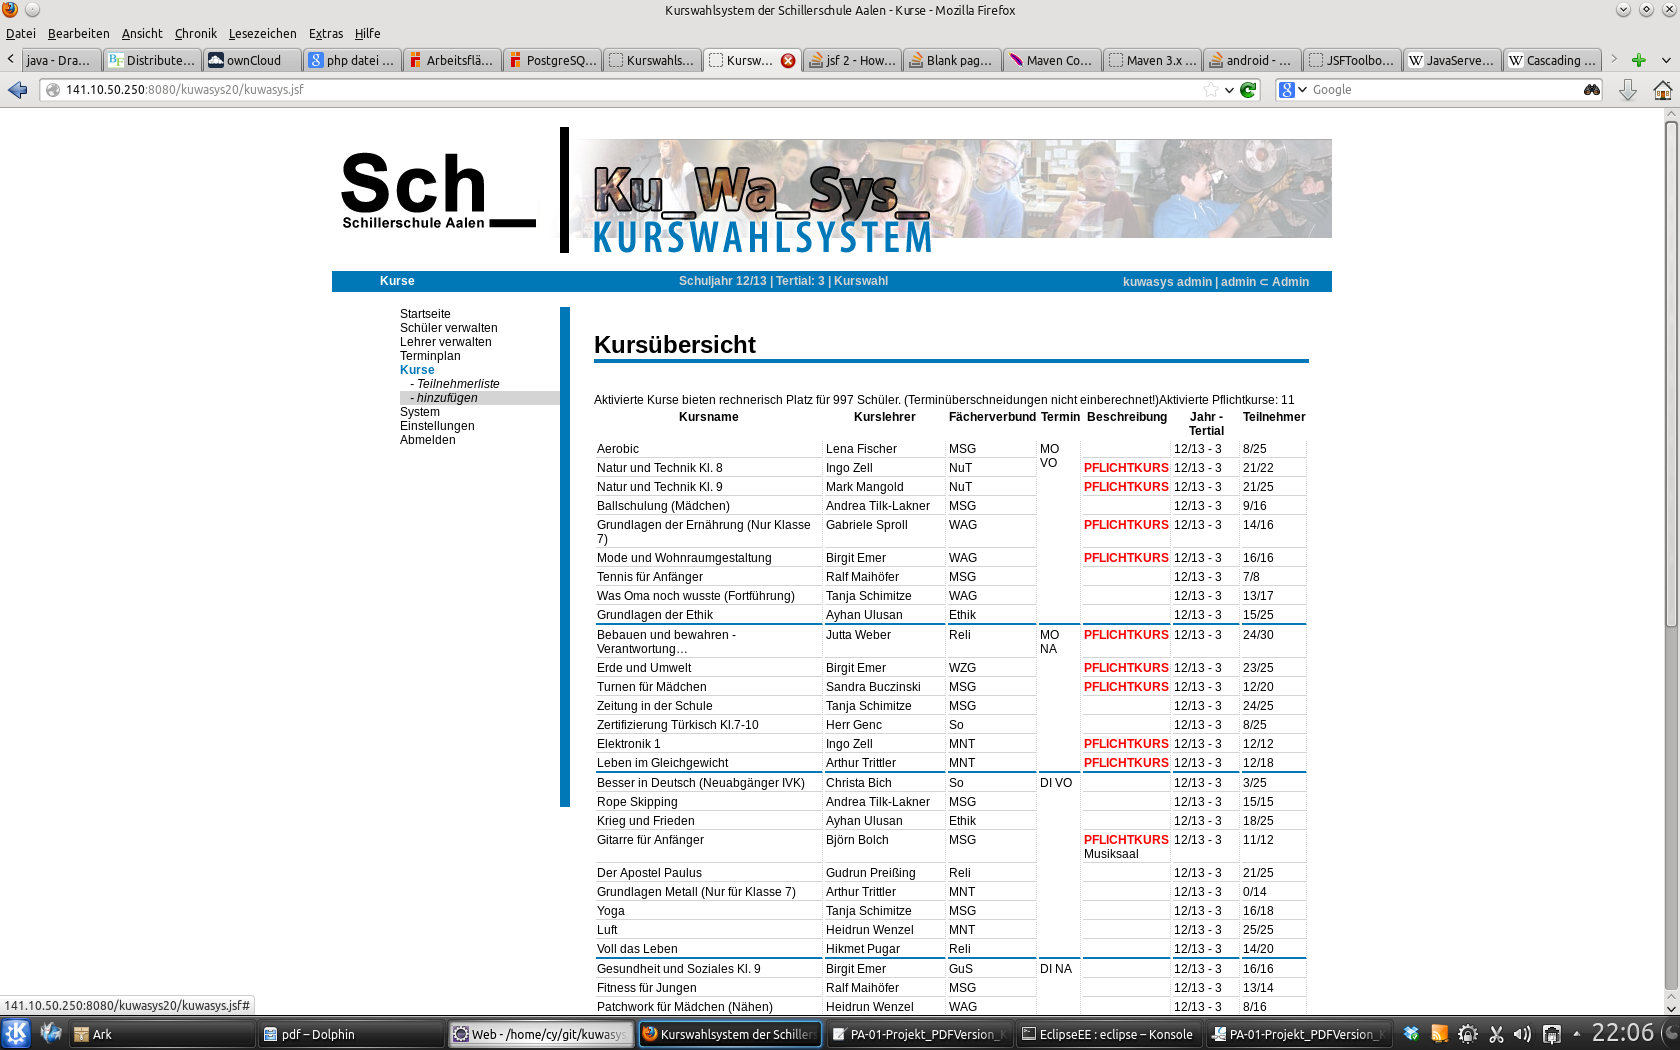 Kurswahlsystem der Schillerschule Aalen - Kurse - Mozilla Firefox
Datei Bearbeiten Ansicht Chronik Lesezeichen Extras Hilfe
java - Dra... Distribute... ownCloud php datei ... Arbeitsflä... PostgreSQ... Kurswahls... Kursw... jsf 2 - How... Blank pag... Maven Co... Maven 3.x ... android - ... JSFToolbo... JavaServe... Cascading ...
141.10.50.250:8080/kuwasys20/kuwasys.jsf Google
Sch_
Schillerschule Aalen
Ku_Wa_Sys_
KURSWAHLSYSTEM
Kurse Schuljahr 12/13 | Tertial: 3 | Kurswahl kuwasys admin | admin ⊂ Admin
Startseite
Schüler verwalten
Lehrer verwalten
Terminplan
Kurse
- Teilnehmerliste
- hinzufügen
System
Einstellungen
Abmelden
Kursübersicht
Aktivierte Kurse bieten rechnerisch Platz für 997 Schüler. (Terminüberschneidungen nicht einberechnet!)Aktivierte Pflichtkurse: 11
Kursname Kurslehrer Fächerverbund Termin Beschreibung Jahr - Teilnehmer
Tertial
Aerobic Lena Fischer MSG MO 12/13 - 3 8/25
VO
Natur und Technik Kl. 8 Ingo Zell NuT PFLICHTKURS 12/13 - 3 21/22
Natur und Technik Kl. 9 Mark Mangold NuT PFLICHTKURS 12/13 - 3 21/25
Ballschulung (Mädchen) Andrea Tilk-Lakner MSG 12/13 - 3 9/16
Grundlagen der Ernährung (Nur Klasse Gabriele Sproll WAG PFLICHTKURS 12/13 - 3 14/16
7)
Mode und Wohnraumgestaltung Birgit Emer WAG PFLICHTKURS 12/13 - 3 16/16
Tennis für Anfänger Ralf Maihöfer MSG 12/13 - 3 7/8
Was Oma noch wusste (Fortführung) Tanja Schimitze WAG 12/13 - 3 13/17
Grundlagen der Ethik Ayhan Ulusan Ethik 12/13 - 3 15/25
Bebauen und bewahren - Jutta Weber Reli MO PFLICHTKURS 12/13 - 3 24/30
Verantwortung... NA
Erde und Umwelt Birgit Emer WZG PFLICHTKURS 12/13 - 3 23/25
Turnen für Mädchen Sandra Buczinski MSG PFLICHTKURS 12/13 - 3 12/20
Zeitung in der Schule Tanja Schimitze MSG 12/13 - 3 24/25
Zertifizierung Türkisch Kl.7-10 Herr Genc So 12/13 - 3 8/25
Elektronik 1 Ingo Zell MNT PFLICHTKURS 12/13 - 3 12/12
Leben im Gleichgewicht Arthur Trittler MNT PFLICHTKURS 12/13 - 3 12/18
Besser in Deutsch (Neuabgänger IVK) Christa Bich So DI VO 12/13 - 3 3/25
Rope Skipping Andrea Tilk-Lakner MSG 12/13 - 3 15/15
Krieg und Frieden Ayhan Ulusan Ethik 12/13 - 3 18/25
Gitarre für Anfänger Björn Bolch MSG PFLICHTKURS 12/13 - 3 11/12
Musiksaal
Der Apostel Paulus Gudrun Preißing Reli 12/13 - 3 21/25
Grundlagen Metall (Nur für Klasse 7) Arthur Trittler MNT 12/13 - 3 0/14
Yoga Tanja Schimitze MSG 12/13 - 3 16/18
Luft Heidrun Wenzel MNT 12/13 - 3 25/25
Voll das Leben Hikmet Pugar Reli 12/13 - 3 14/20
Gesundheit und Soziales Kl. 9 Birgit Emer GuS DI NA 12/13 - 3 16/16
Fitness für Jungen Ralf Maihöfer MSG 12/13 - 3 13/14
Patchwork für Mädchen (Nähen) Heidrun Wenzel WAG 12/13 - 3 8/16
141.10.50.250:8080/kuwasys20/kuwasys.jsf#
Ark pdf – Dolphin Web - /home/cy/git/kuwasys Kurswahlsystem der Schillers PA-01-Projekt_PDFVersion_K EclipseEE : eclipse – Konsole PA-01-Projekt_PDFVersion_K 22:06